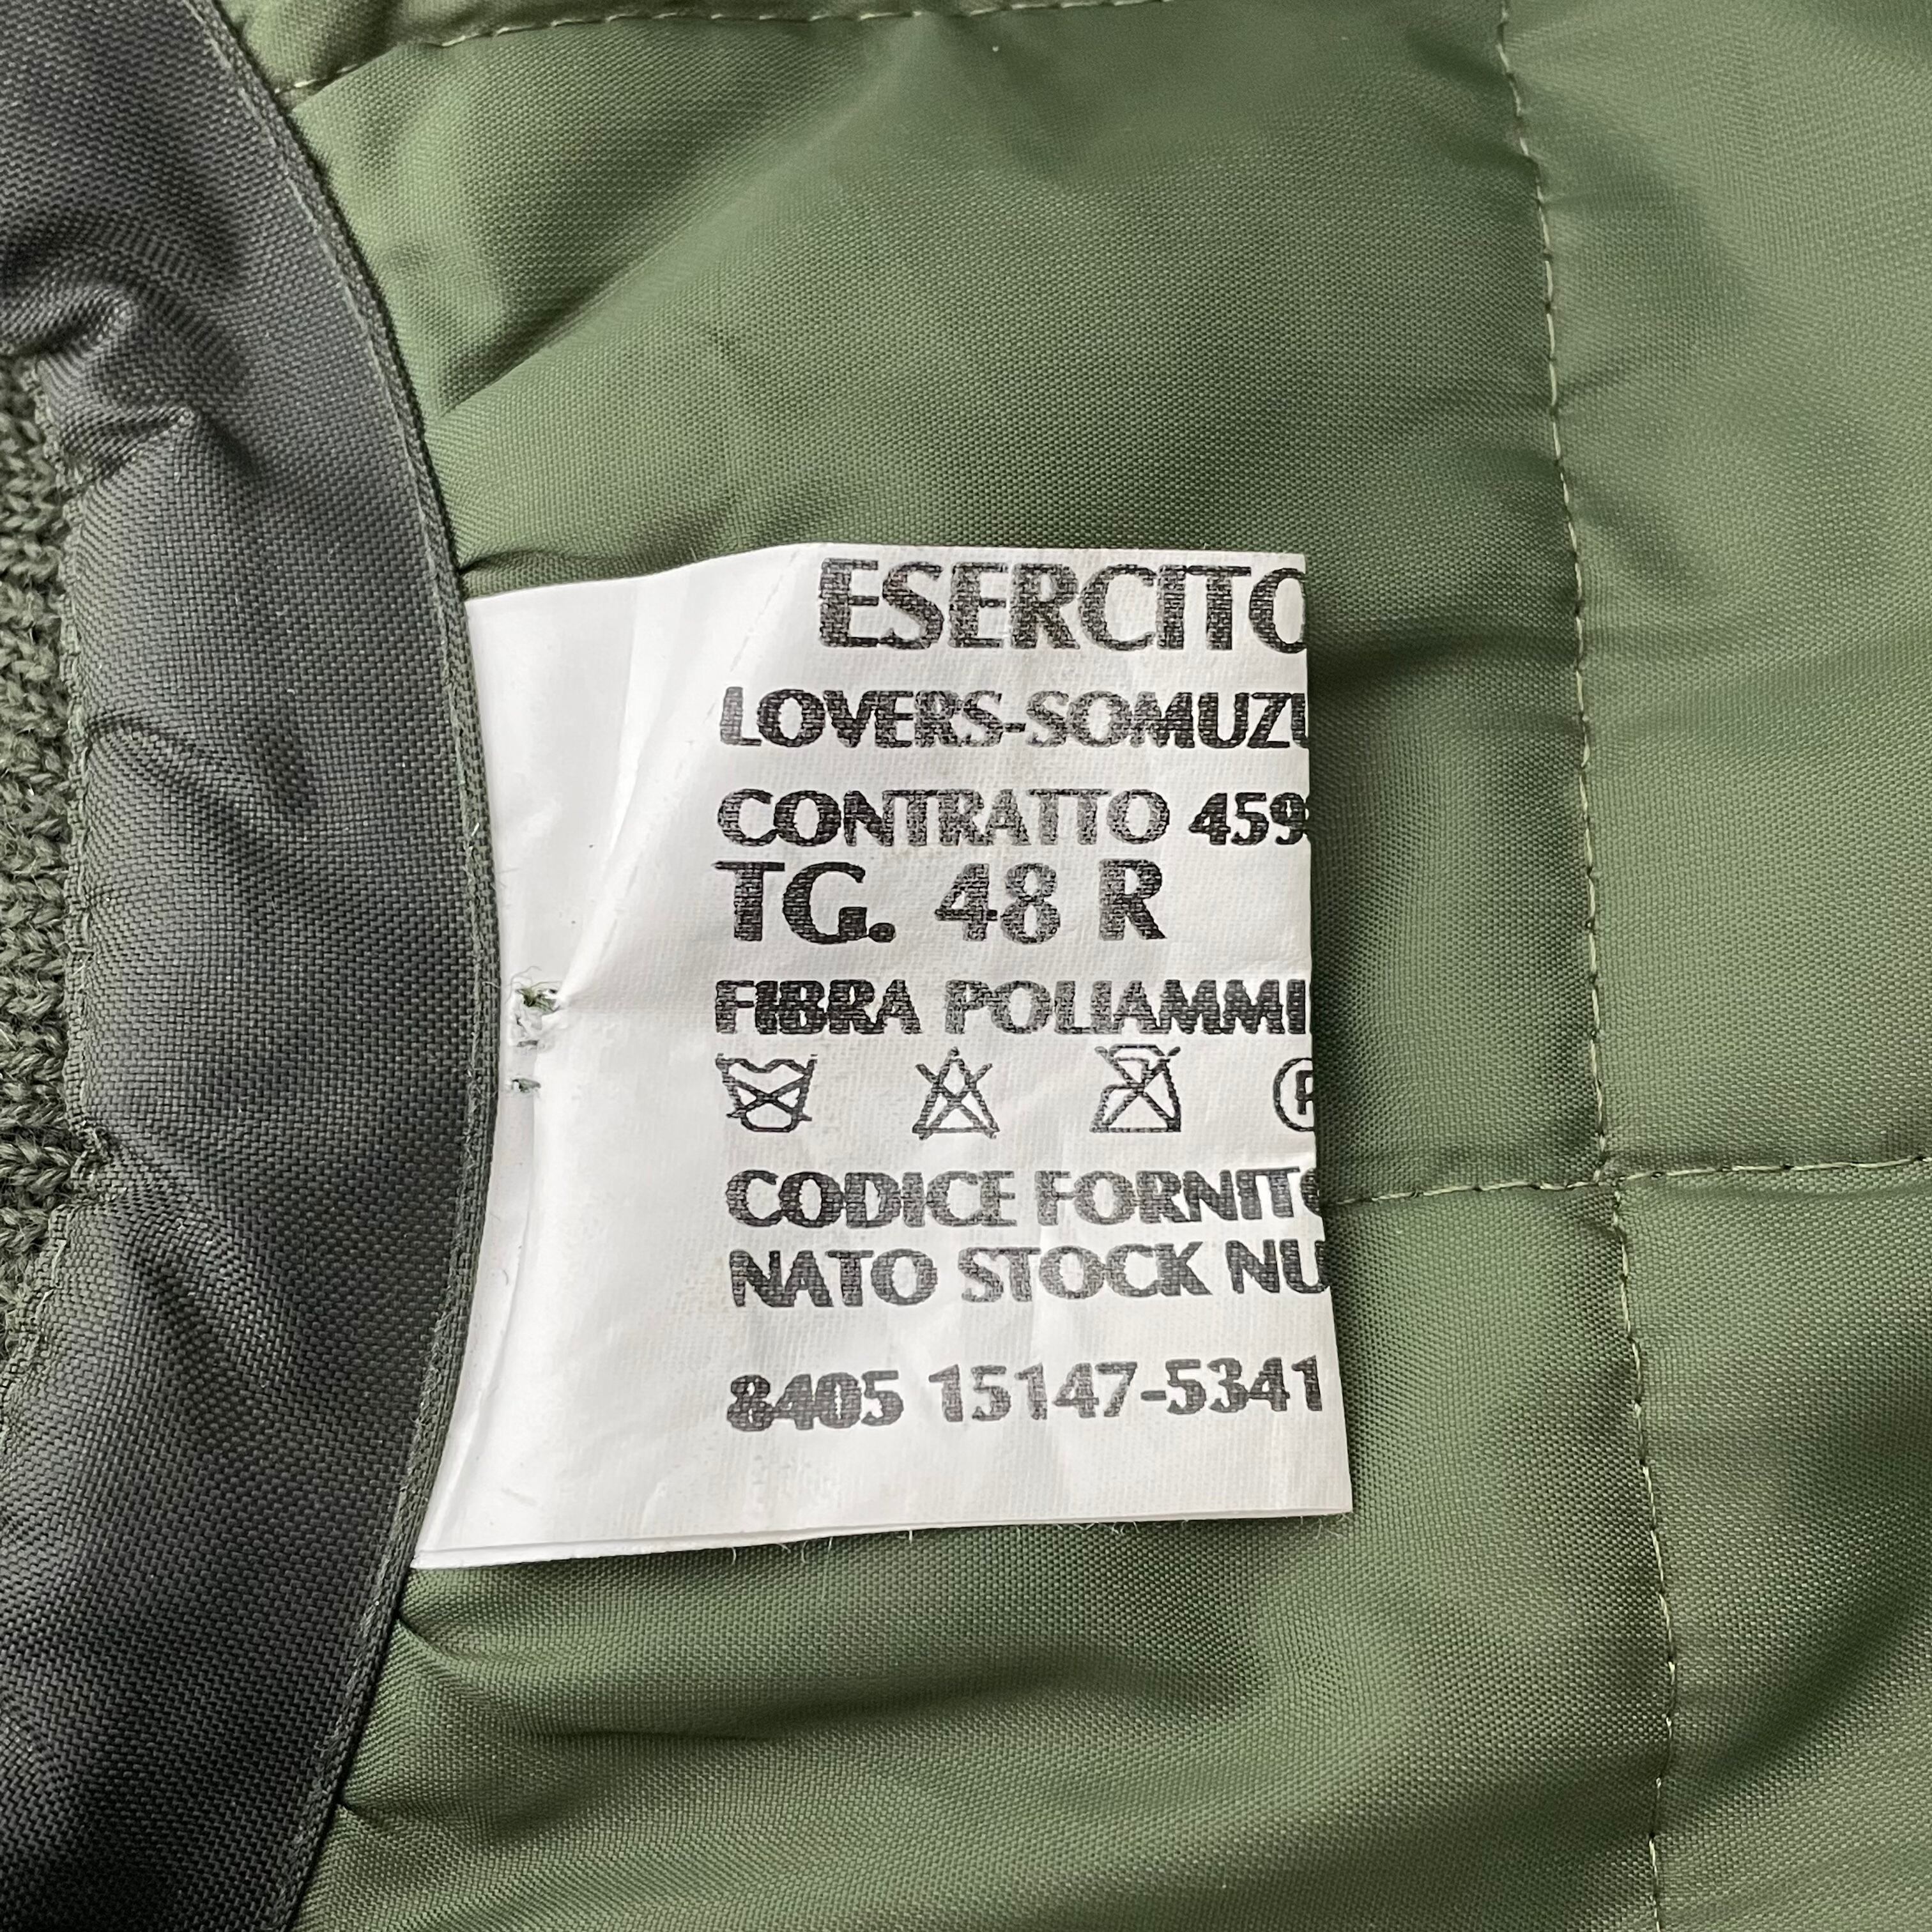 ESERCITO
LOVERS-SOMUZU
CONTRATTO 459
TG. 48 R
FIBRA POLIAMMI
P
CODICE FORNITO
NATO STOCK NU
8405 15147-5341